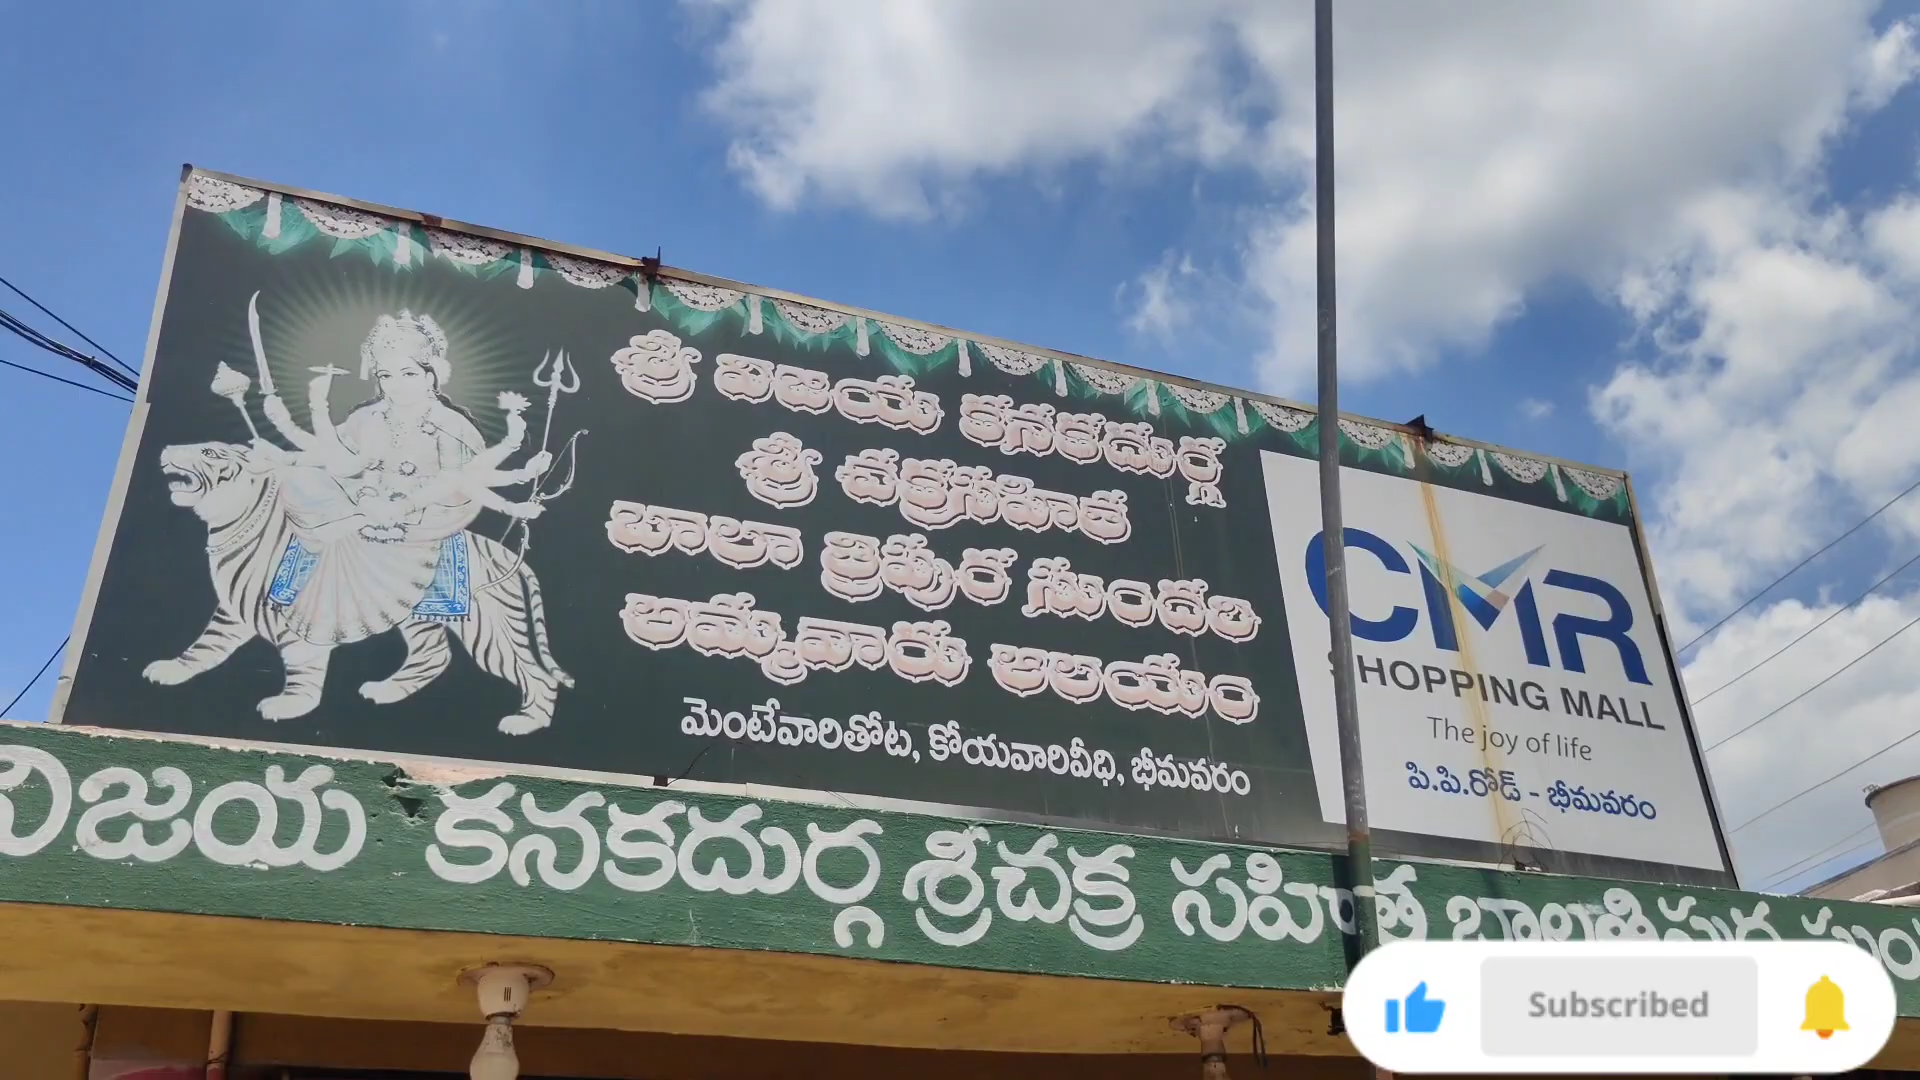 శ్రీ విజయ కనకదుర్గ
శ్రీ చక్రసహిత
బాలా త్రిపుర సుందరి
అమ్మవారు ఆలయం
మెంటేవారితోట, కోయవారివీధి, భీమవరం
CMR
SHOPPING MALL
The joy of life
పి.పి.రోడ్ - భీమవరం
విజయ కనకదుర్గ శ్రీచక్ర సహిత బాలాత్రిపుర సుం
Subscribed